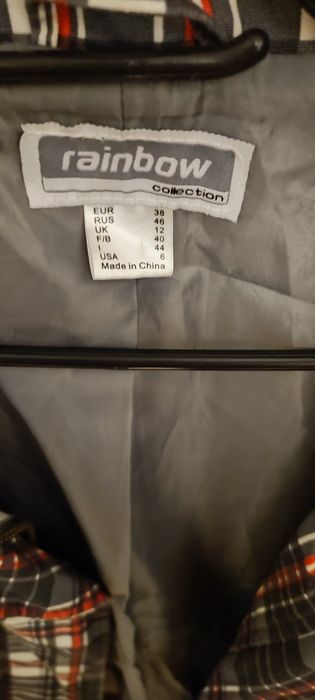 rainbow
collection
EUR 38
RUS 46
UK 12
F/B 40
I 44
USA 6
Made in China